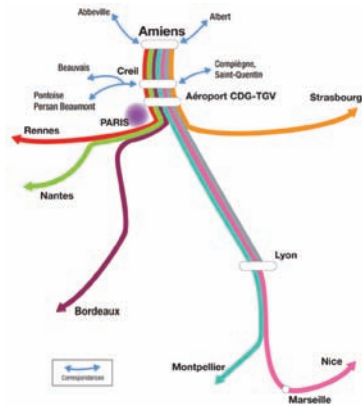 Abbeville
Albert
Amiens
Beauvais
Creil
Compiègne,
Saint-Quentin
Pontoise
Persan Beaumont
Aéroport CDG-TGV
Strasbourg
PARIS
Rennes
Nantes
Lyon
Bordeaux
Montpellier
Nice
Marseille
Correspondances